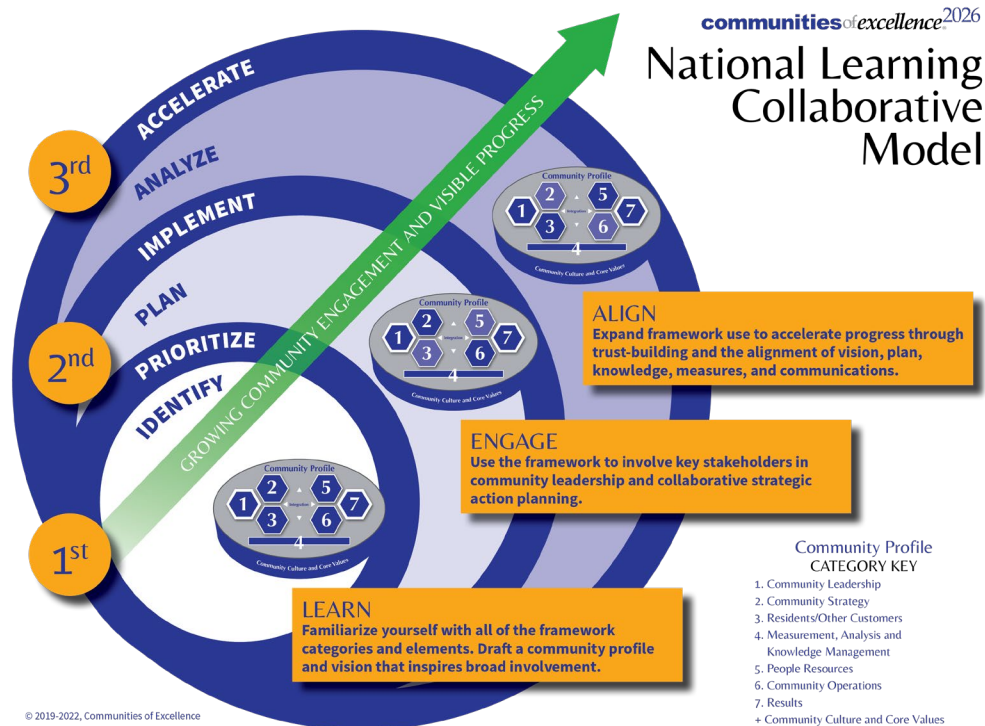 communitiesofexcellence2026
National Learning
Collaborative
Model
ACCELERATE
3rd
ANALYZE
IMPLEMENT
PLAN
2nd
PRIORITIZE
IDENTIFY
1st
GROWING COMMUNITY ENGAGEMENT AND VISIBLE PROGRESS
Community Profile
2 5
1 Integration 7
3 6
4
Community Culture and Core Values
ALIGN
Expand framework use to accelerate progress through
trust-building and the alignment of vision, plan,
knowledge, measures, and communications.
Community Profile
2 5
1 Integration 7
3 6
4
Community Culture and Core Values
ENGAGE
Use the framework to involve key stakeholders in
community leadership and collaborative strategic
action planning.
Community Profile
2 5
1 Integration 7
3 6
4
Community Culture and Core Values
LEARN
Familiarize yourself with all of the framework
categories and elements. Draft a community profile
and vision that inspires broad involvement.
Community Profile
CATEGORY KEY
1. Community Leadership
2. Community Strategy
3. Residents/Other Customers
4. Measurement, Analysis and
Knowledge Management
5. People Resources
6. Community Operations
7. Results
+ Community Culture and Core Values
© 2019-2022, Communities of Excellence